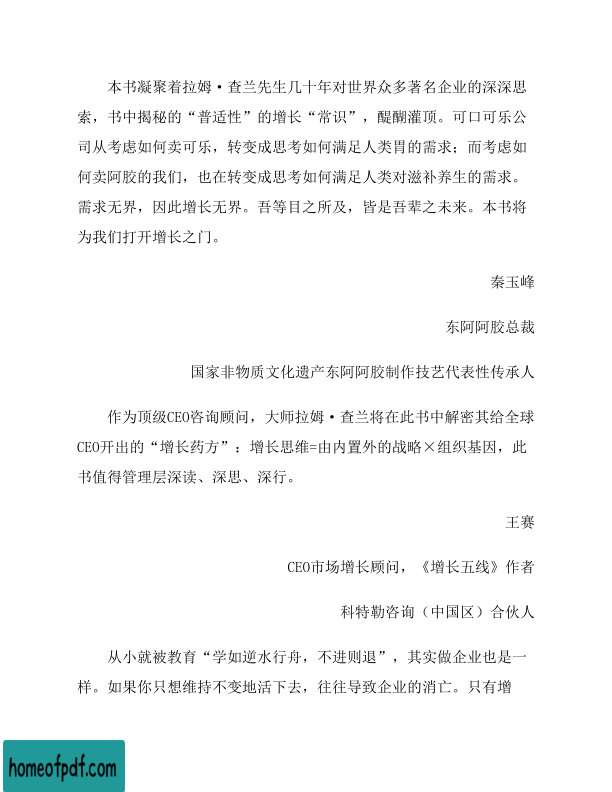 本书凝聚着拉姆·查兰先生几十年对世界众多著名企业的深深思
索，书中揭秘的“普适性”的增长“常识”，醍醐灌顶。可口可乐公
司从考虑如何卖可乐，转变成思考如何满足人类胃的需求；而考虑如
何卖阿胶的我们，也在转变成思考如何满足人类对滋补养生的需求。
需求无界，因此增长无界。吾等目之所及，皆是吾辈之未来。本书将
为我们打开增长之门。
秦玉峰
东阿阿胶总裁
国家非物质文化遗产东阿阿胶制作技艺代表性传承人
作为顶级CEO咨询顾问，大师拉姆·查兰将在此书中解密其给全球
CEO开出的“增长药方”：增长思维=由内置外的战略×组织基因，此
书值得管理层深读、深思、深行。
王赛
CEO市场增长顾问，《增长五线》作者
科特勒咨询（中国区）合伙人
从小就被教育“学如逆水行舟，不进则退”，其实做企业也是一
样。如果你只想维持不变地活下去，往往导致企业的消亡。只有增
homeofpdf.com